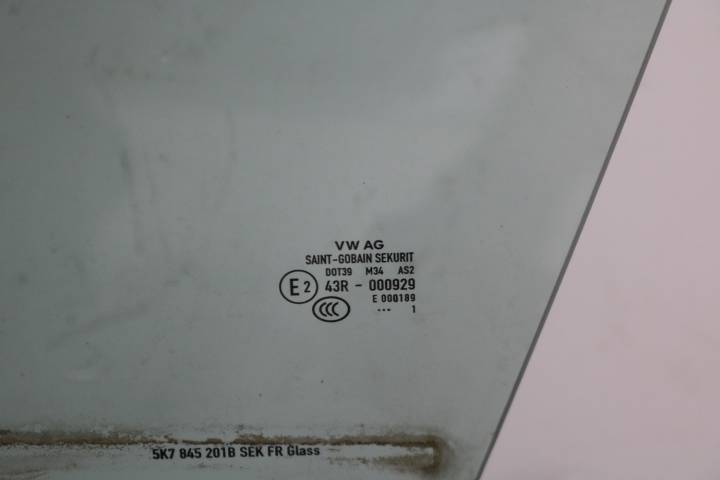 VW AG
SAINT-GOBAIN SEKURIT
DOT39 M34 AS2
E2 43R - 000929
E 000189
CCC ... 1
5K7 845 201B SEK FR Glass